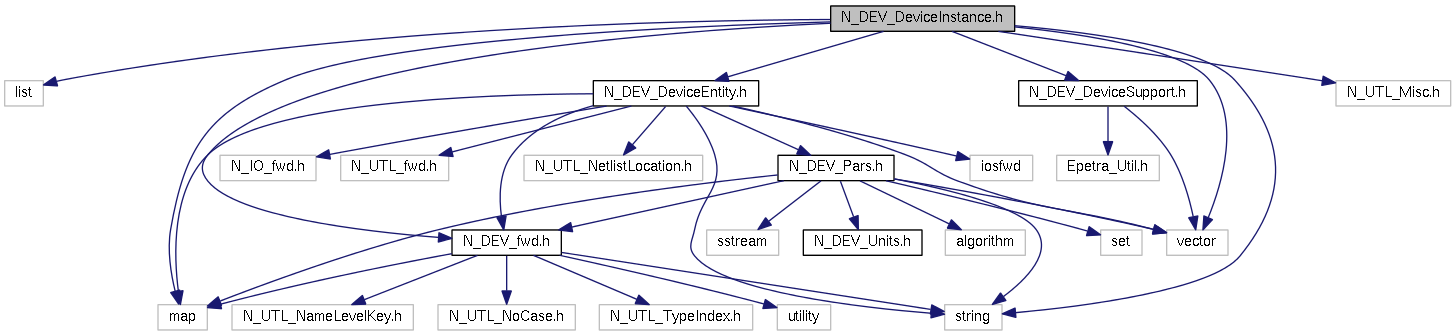 N_DEV_DeviceInstance.h
list
N_DEV_DeviceEntity.h
N_DEV_DeviceSupport.h
N_UTL_Misc.h
N_IO_fwd.h
N_UTL_fwd.h
N_UTL_NetlistLocation.h
N_DEV_Pars.h
iosfwd
Epetra_Util.h
N_DEV_fwd.h
sstream
N_DEV_Units.h
algorithm
set
vector
map
N_UTL_NameLevelKey.h
N_UTL_NoCase.h
N_UTL_TypeIndex.h
utility
string